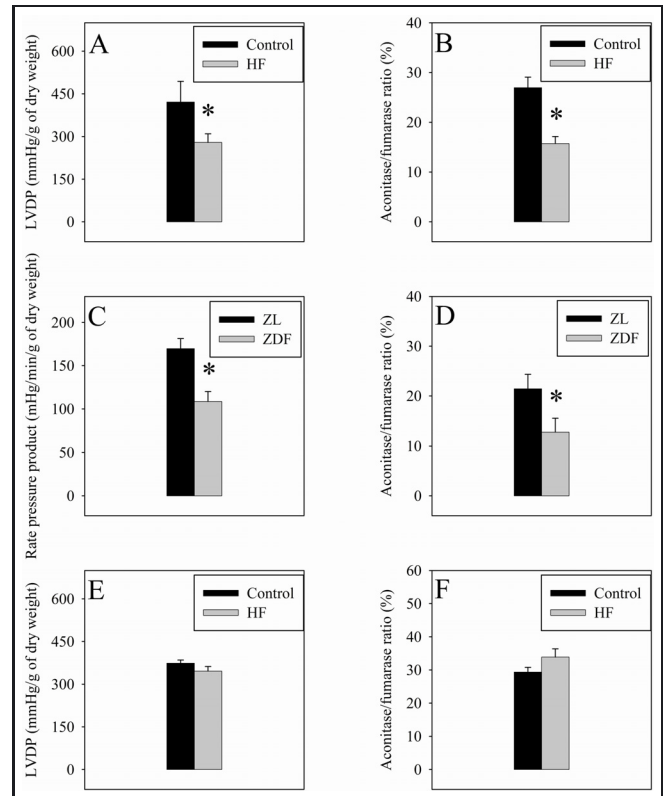 A
Control
HF
600
450
300
150
0
LVDP (mmHg/g of dry weight)
*
B
Control
HF
40
30
20
10
0
Aconitase/fumarase ratio (%)
*
C
ZL
ZDF
200
150
100
50
0
Rate pressure product (mHg/min/g of dry weight)
*
D
ZL
ZDF
40
30
20
10
0
Aconitase/fumarase ratio (%)
*
E
Control
HF
600
450
300
150
0
LVDP (mmHg/g of dry weight)
F
Control
HF
60
50
40
30
20
10
0
Aconitase/fumarase ratio (%)